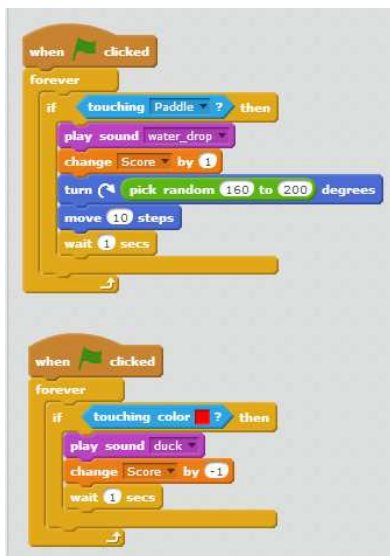 when clicked
forever
if touching Paddle ? then
play sound water_drop
change Score by 1
turn pick random 160 to 200 degrees
move 10 steps
wait 1 secs
when clicked
forever
if touching color ? then
play sound duck
change Score by -1
wait 1 secs